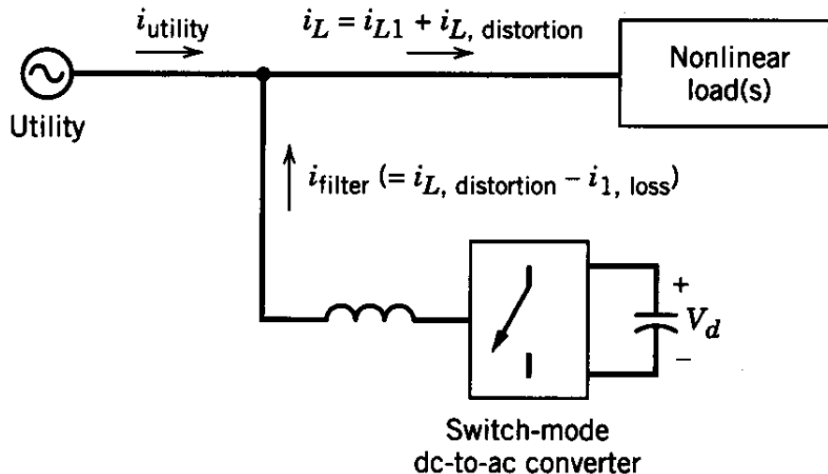 i_utility
i_L = i_L1 + i_L, distortion
Nonlinear
load(s)
Utility
i_filter (= i_L, distortion − i_1, loss)
+
V_d
−
Switch-mode
dc-to-ac converter